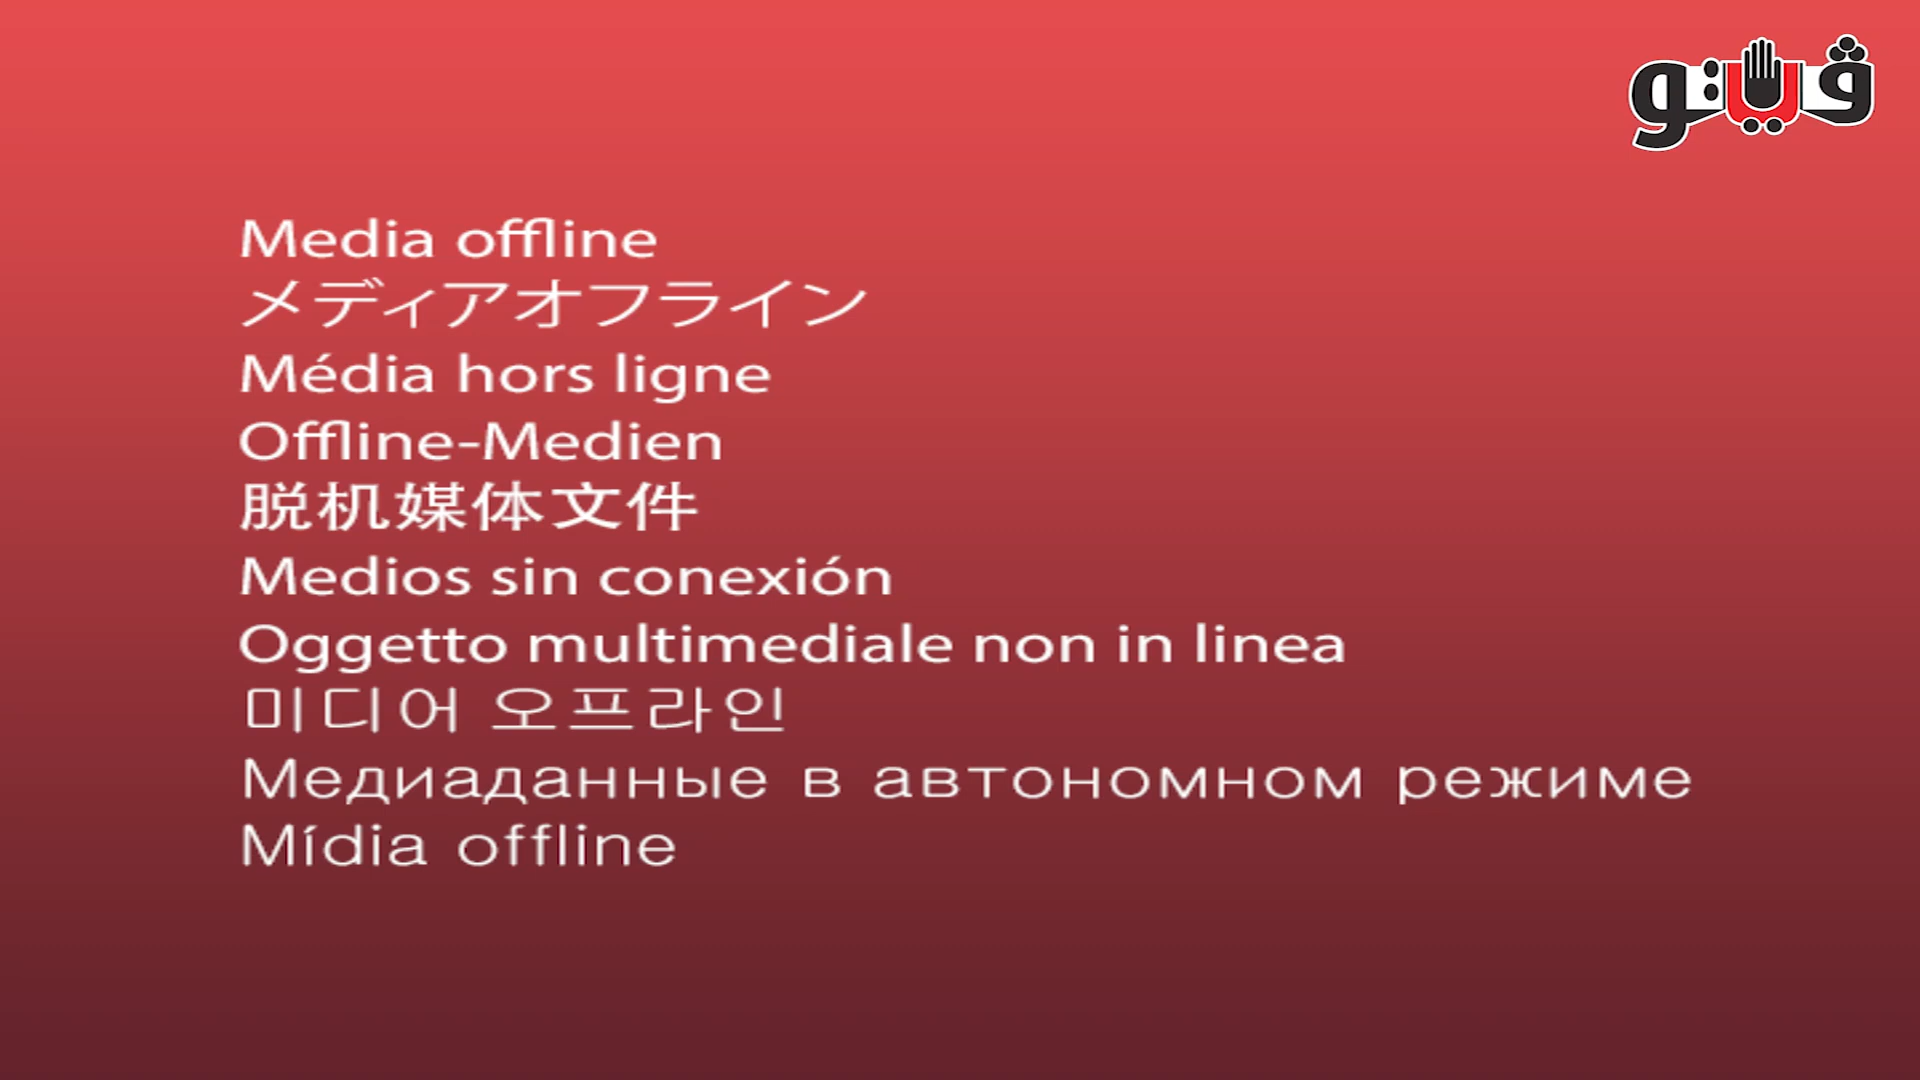 ڤيتو
Media offline
メディアオフライン
Média hors ligne
Offline-Medien
脱机媒体文件
Medios sin conexión
Oggetto multimediale non in linea
미디어 오프라인
Медиаданные в автономном режиме
Mídia offline